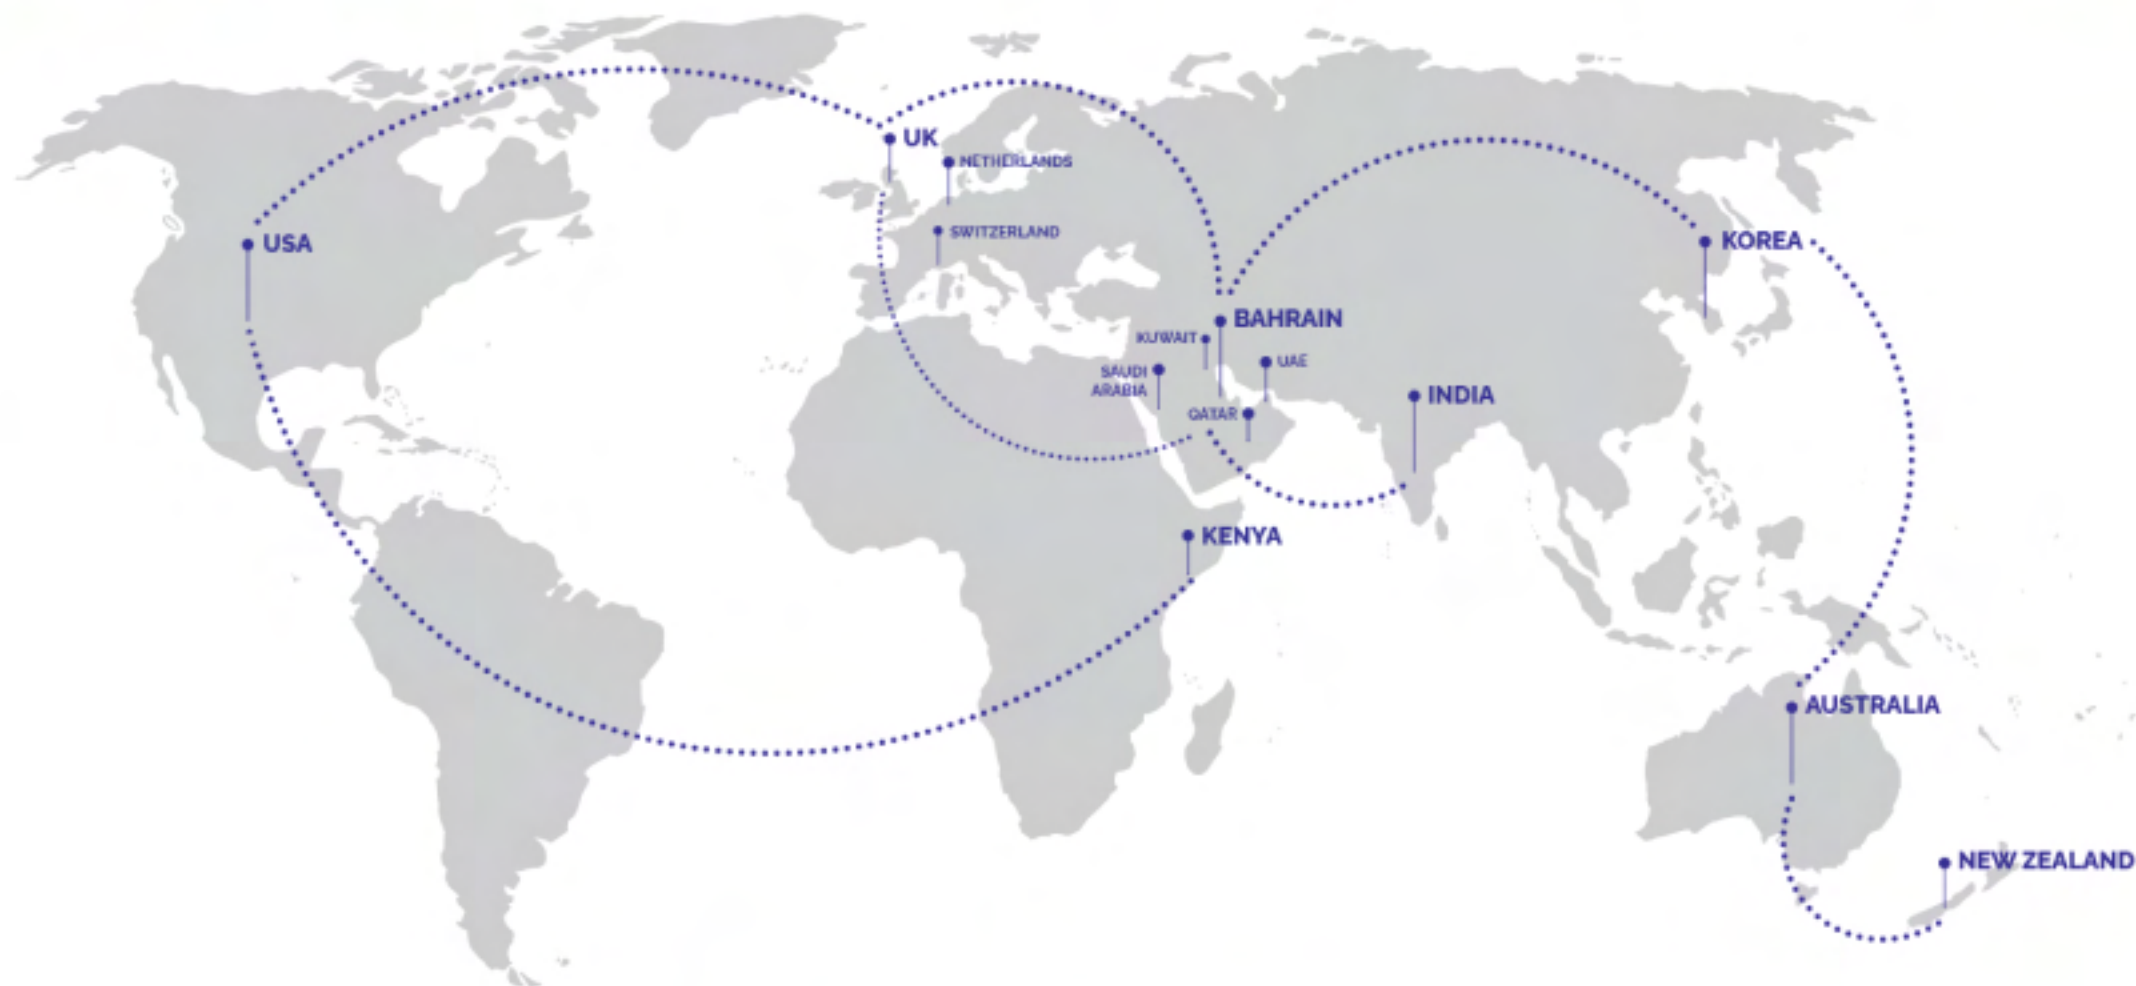 UK
NETHERLANDS
SWITZERLAND
USA
KOREA
BAHRAIN
KUWAIT
UAE
SAUDI
ARABIA
QATAR
INDIA
KENYA
AUSTRALIA
NEW ZEALAND